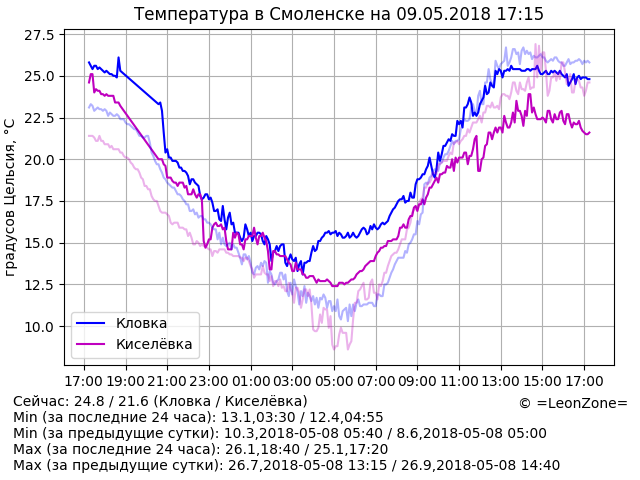 Температура в Смоленске на 09.05.2018 17:15
27.5
25.0
22.5
20.0
17.5
15.0
12.5
10.0
градусов Цельсия, °C
Кловка
Киселёвка
17:00 19:00 21:00 23:00 01:00 03:00 05:00 07:00 09:00 11:00 13:00 15:00 17:00
Сейчас: 24.8 / 21.6 (Кловка / Киселёвка)
© =LeonZone=
Min (за последние 24 часа): 13.1,03:30 / 12.4,04:55
Min (за предыдущие сутки): 10.3,2018-05-08 05:40 / 8.6,2018-05-08 05:00
Max (за последние 24 часа): 26.1,18:40 / 25.1,17:20
Max (за предыдущие сутки): 26.7,2018-05-08 13:15 / 26.9,2018-05-08 14:40